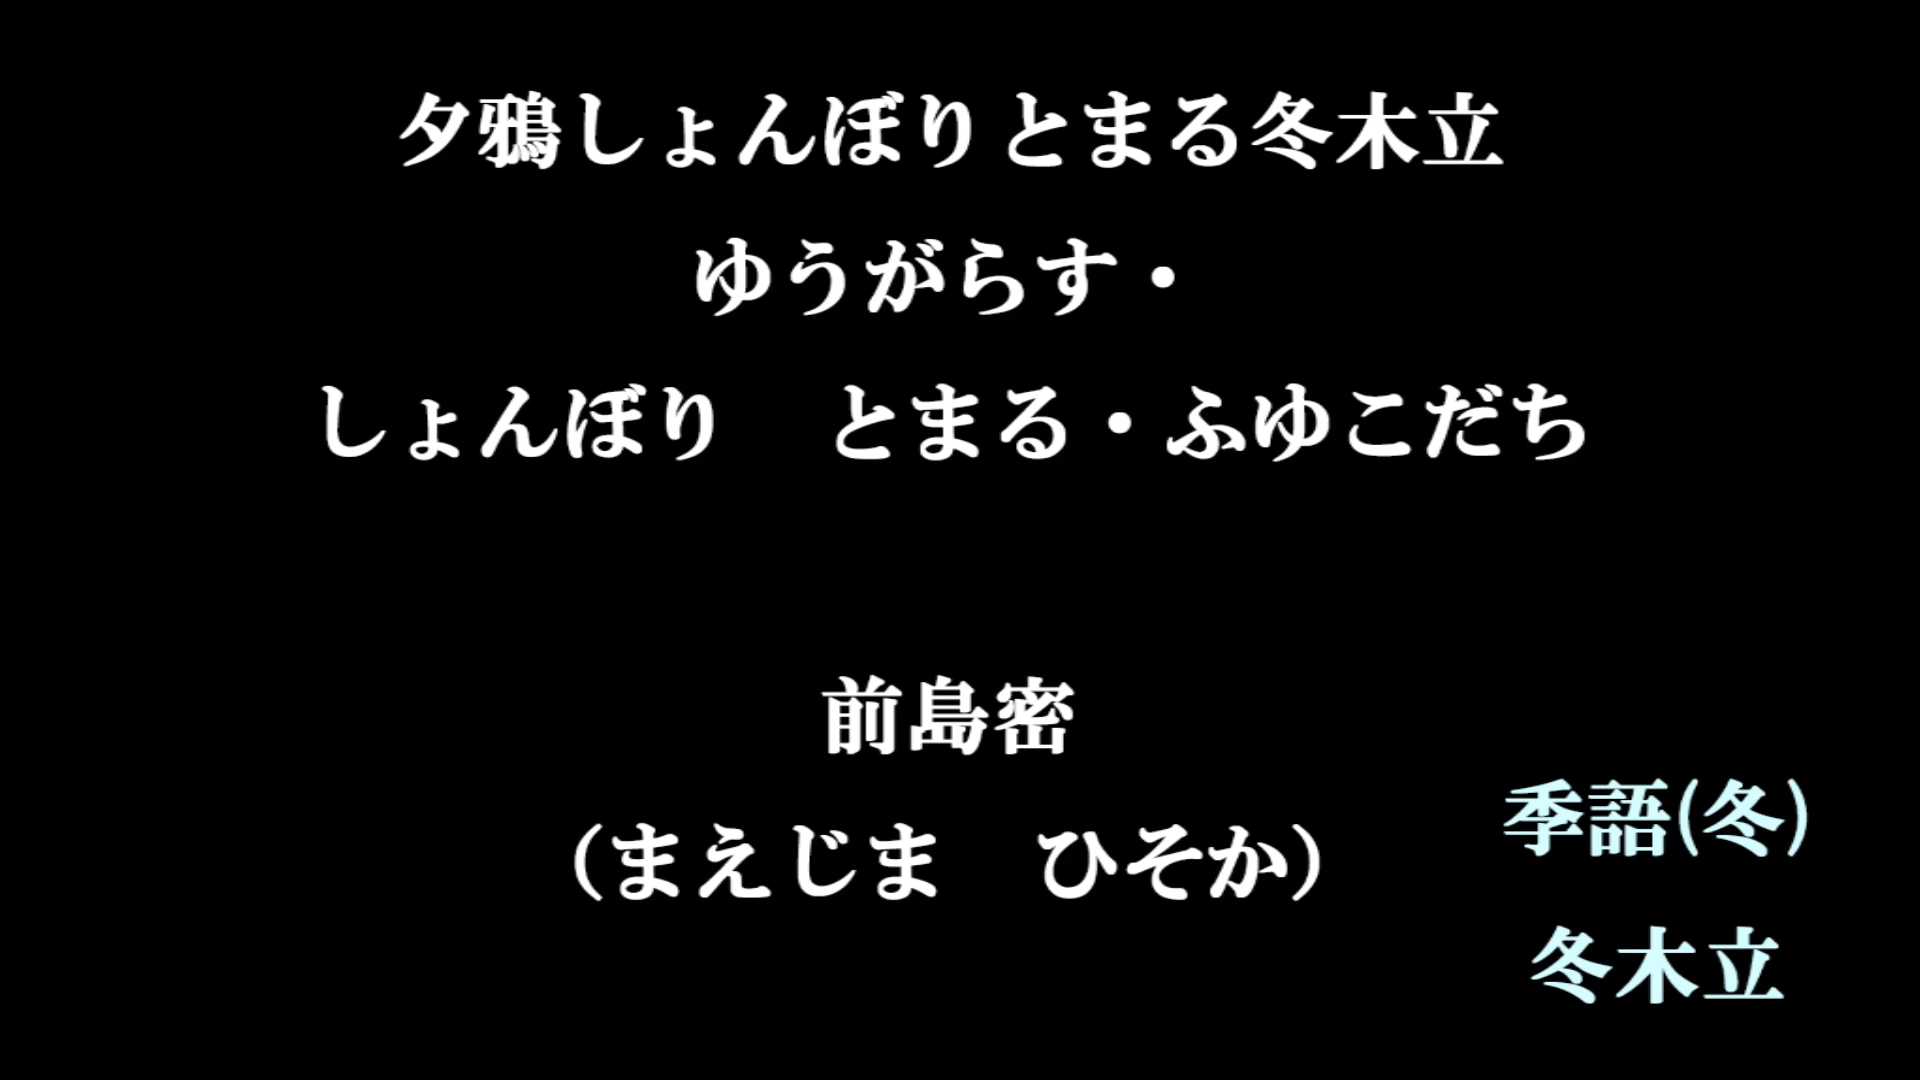 夕鴉しょんぼりとまる冬木立
ゆうがらす・
しょんぼり　とまる・ふゆこだち
前島密
（まえじま　ひそか）
季語(冬)
冬木立